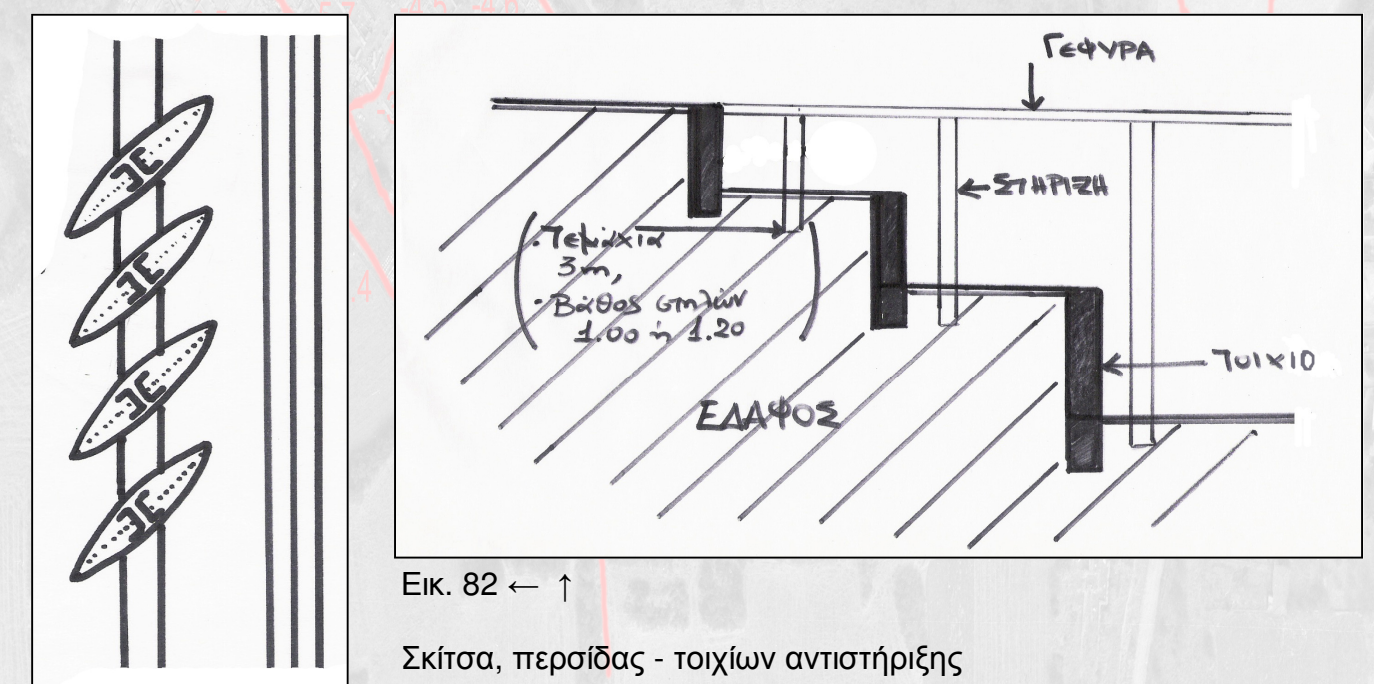 ΓΕΦΥΡΑ
ΣΤΗΡΙΞΗ
(• Τεμάχια
3m,
• Βάθος στηλών
1.00 ή 1.20)
ΤΟΙΧΙΟ
ΕΔΑΦΟΣ
Εικ. 82 ← ↑
Σκίτσα, περσίδας - τοιχίων αντιστήριξης